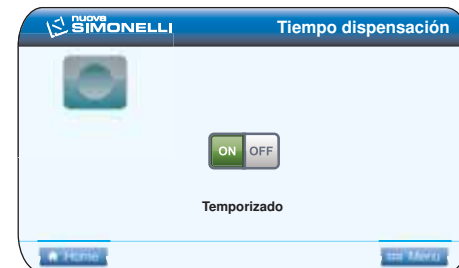 nuova
SIMONELLI
Tiempo dispensación
ON OFF
Temporizado
Home Menu